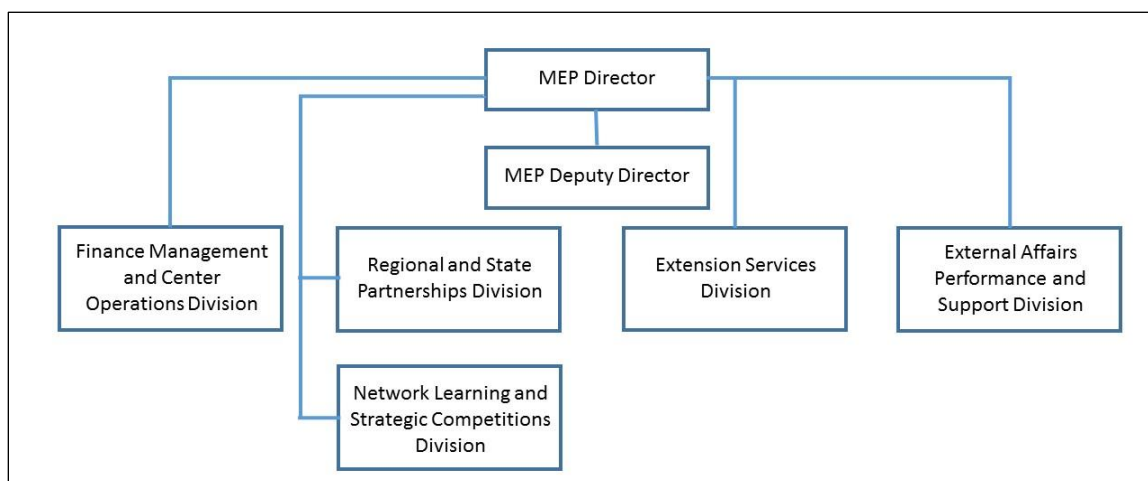 MEP Director
MEP Deputy Director
Finance Management
and Center
Operations Division
Regional and State
Partnerships Division
Extension Services
Division
External Affairs
Performance and
Support Division
Network Learning and
Strategic Competitions
Division